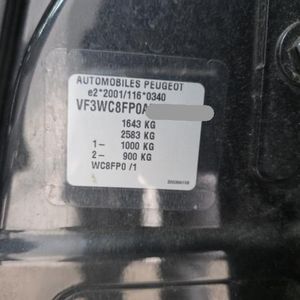 AUTOMOBILES PEUGEOT
e2*2001/116*0340
VF3WC8FP0A
1643 KG
2583 KG
1- 1000 KG
2- 900 KG
WC8FP0 /1